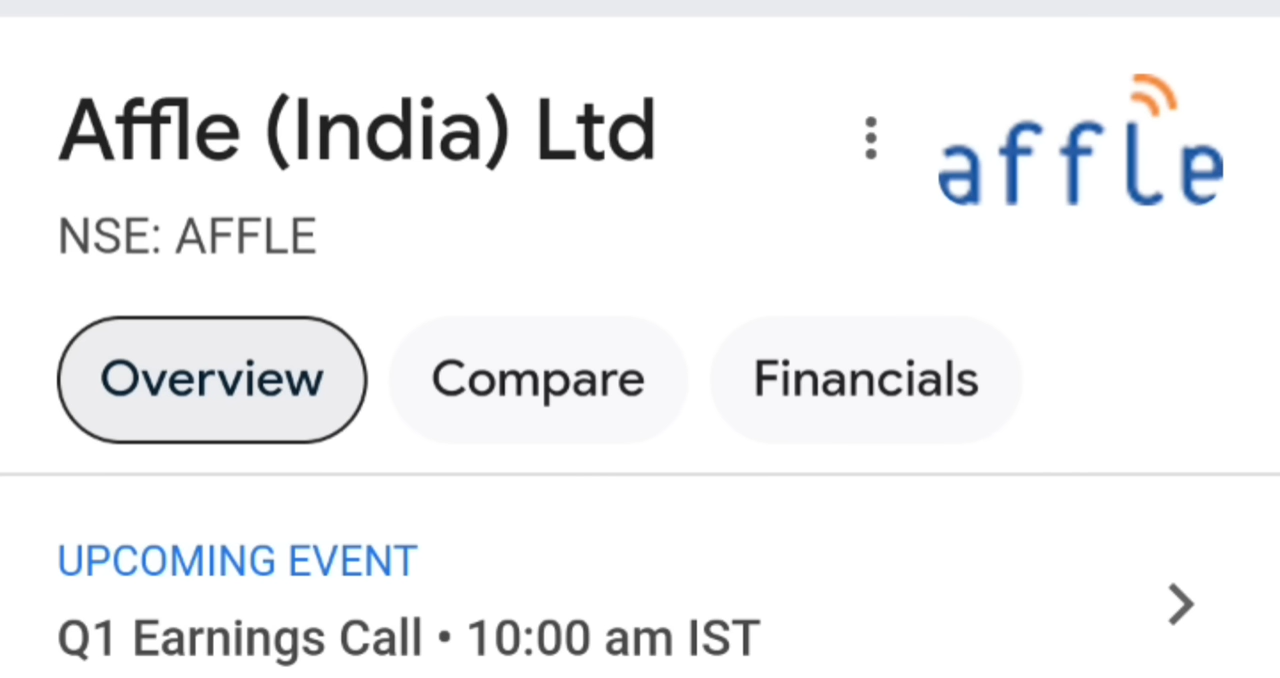 Affle (India) Ltd
affle
NSE: AFFLE
Overview Compare Financials
UPCOMING EVENT
Q1 Earnings Call • 10:00 am IST